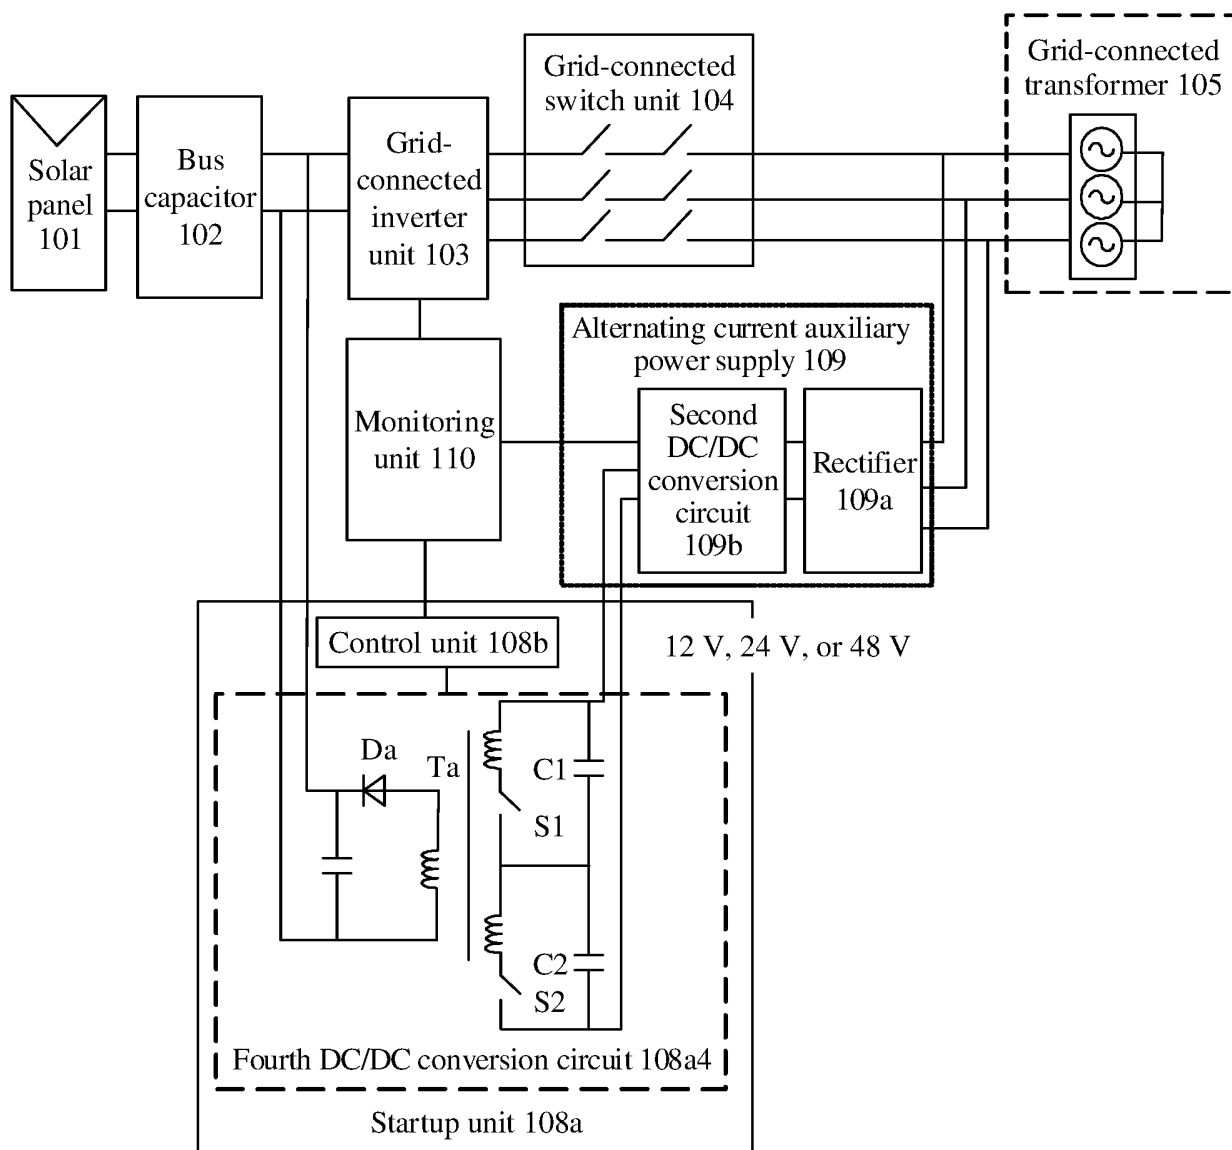 Solar
panel
101
Bus
capacitor
102
Grid-
connected
inverter
unit 103
Grid-connected
switch unit 104
Grid-connected
transformer 105
Alternating current auxiliary
power supply 109
Second
DC/DC
conversion
circuit
109b
Rectifier
109a
Monitoring
unit 110
Control unit 108b
12 V, 24 V, or 48 V
Da
Ta
C1
S1
C2
S2
Fourth DC/DC conversion circuit 108a4
Startup unit 108a